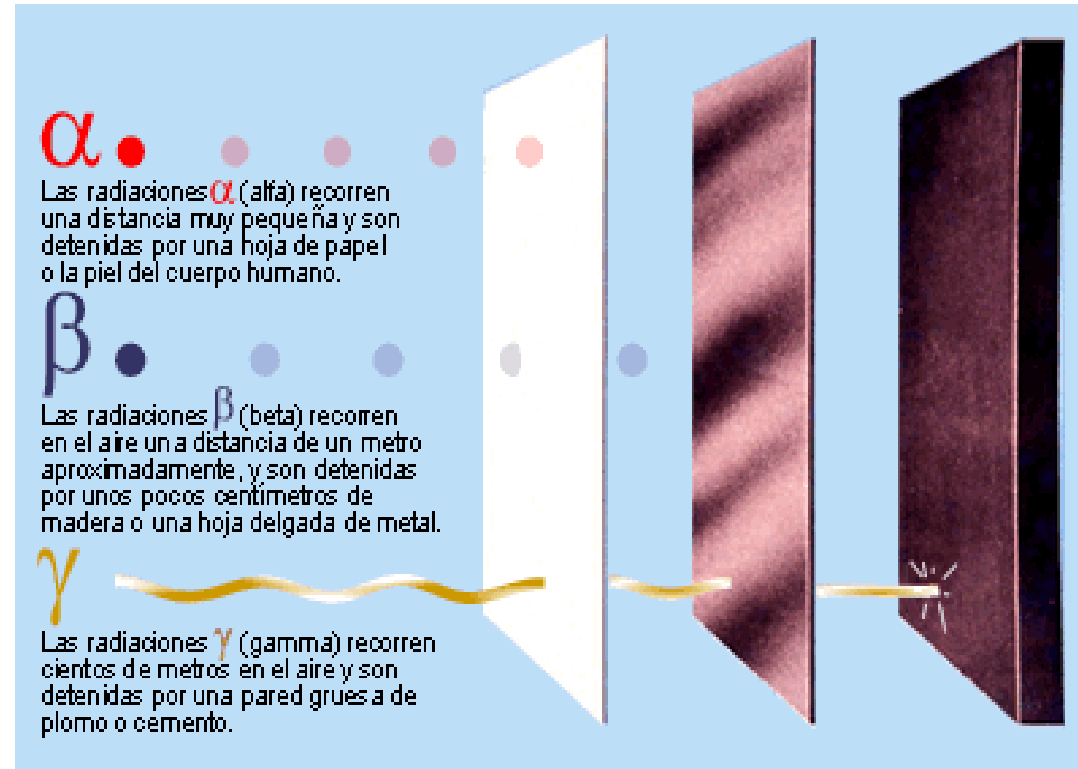 α
Las radiaciones α (alfa) recorren
una distancia muy pequeña y son
detenidas por una hoja de papel
o la piel del cuerpo humano.
β
Las radiaciones β (beta) recorren
en el aire una distancia de un metro
aproximadamente, y son detenidas
por unos pocos centímetros de
madera o una hoja delgada de metal.
γ
Las radiaciones γ (gamma) recorren
cientos de metros en el aire y son
detenidas por una pared gruesa de
plomo o cemento.